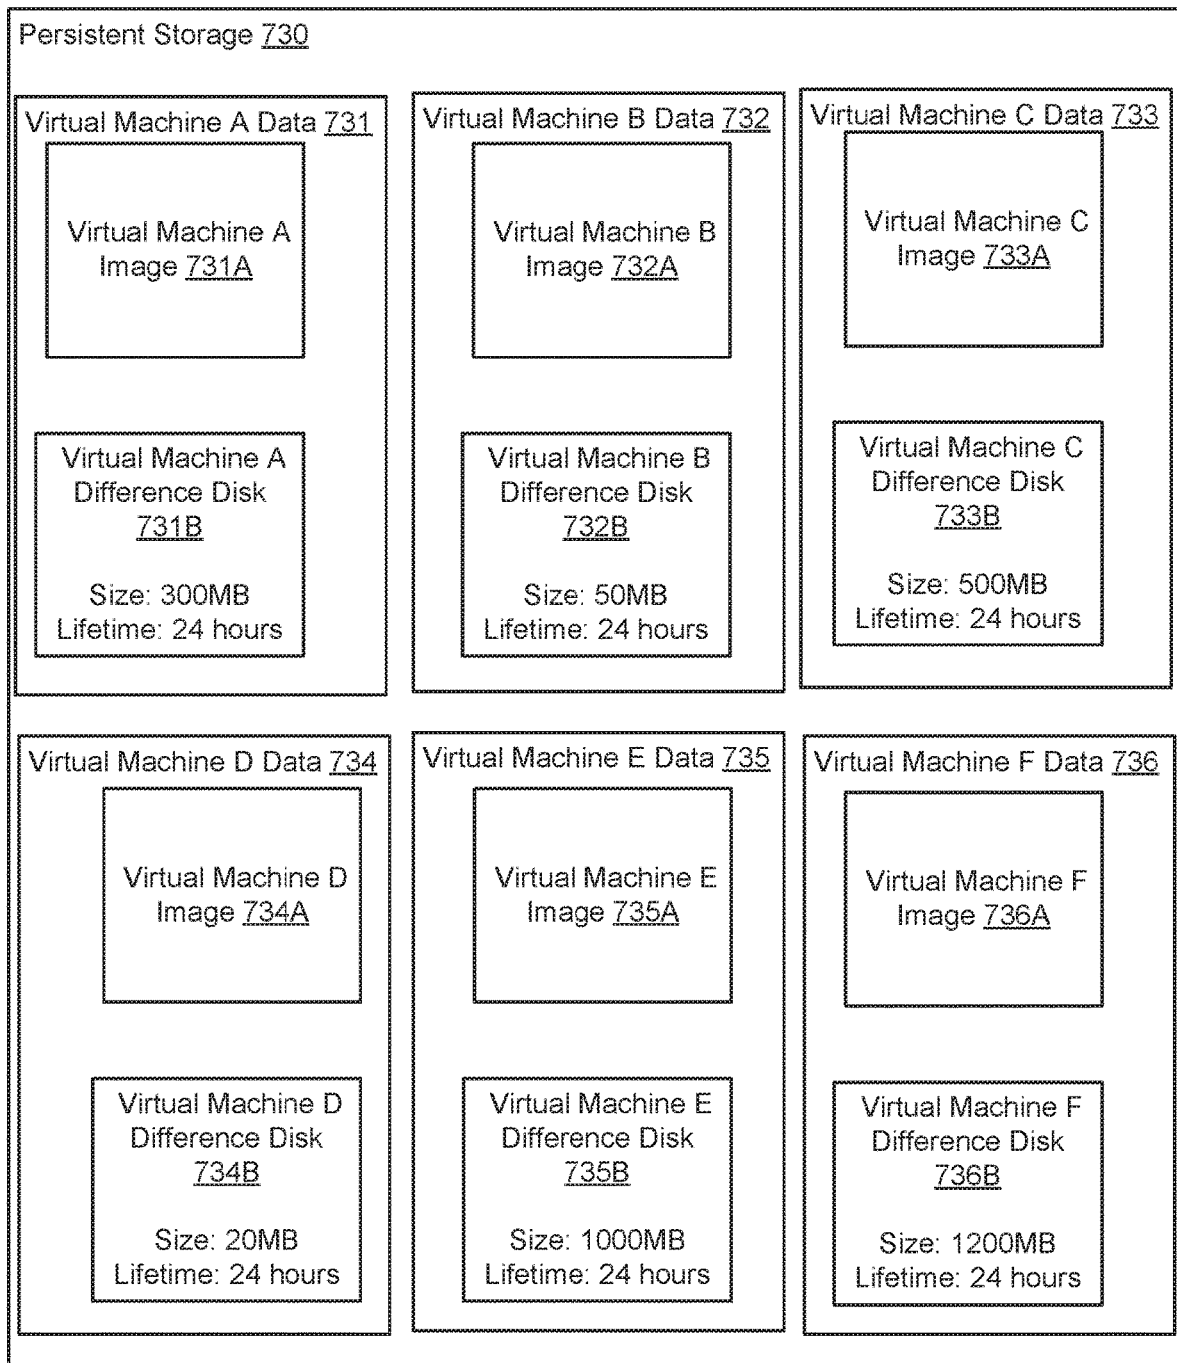 Persistent Storage 730
Virtual Machine A Data 731
Virtual Machine A
Image 731A
Virtual Machine A
Difference Disk
731B
Size: 300MB
Lifetime: 24 hours
Virtual Machine B Data 732
Virtual Machine B
Image 732A
Virtual Machine B
Difference Disk
732B
Size: 50MB
Lifetime: 24 hours
Virtual Machine C Data 733
Virtual Machine C
Image 733A
Virtual Machine C
Difference Disk
733B
Size: 500MB
Lifetime: 24 hours
Virtual Machine D Data 734
Virtual Machine D
Image 734A
Virtual Machine D
Difference Disk
734B
Size: 20MB
Lifetime: 24 hours
Virtual Machine E Data 735
Virtual Machine E
Image 735A
Virtual Machine E
Difference Disk
735B
Size: 1000MB
Lifetime: 24 hours
Virtual Machine F Data 736
Virtual Machine F
Image 736A
Virtual Machine F
Difference Disk
736B
Size: 1200MB
Lifetime: 24 hours